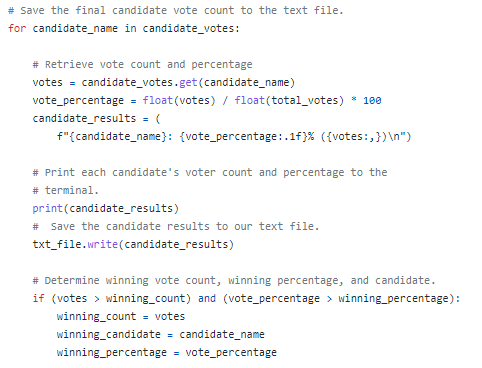 # Save the final candidate vote count to the text file.
for candidate_name in candidate_votes:
# Retrieve vote count and percentage
votes = candidate_votes.get(candidate_name)
vote_percentage = float(votes) / float(total_votes) * 100
candidate_results = (
f"{candidate_name}: {vote_percentage:.1f}% ({votes:,})\n")
# Print each candidate's voter count and percentage to the
# terminal.
print(candidate_results)
#  Save the candidate results to our text file.
txt_file.write(candidate_results)
# Determine winning vote count, winning percentage, and candidate.
if (votes > winning_count) and (vote_percentage > winning_percentage):
winning_count = votes
winning_candidate = candidate_name
winning_percentage = vote_percentage